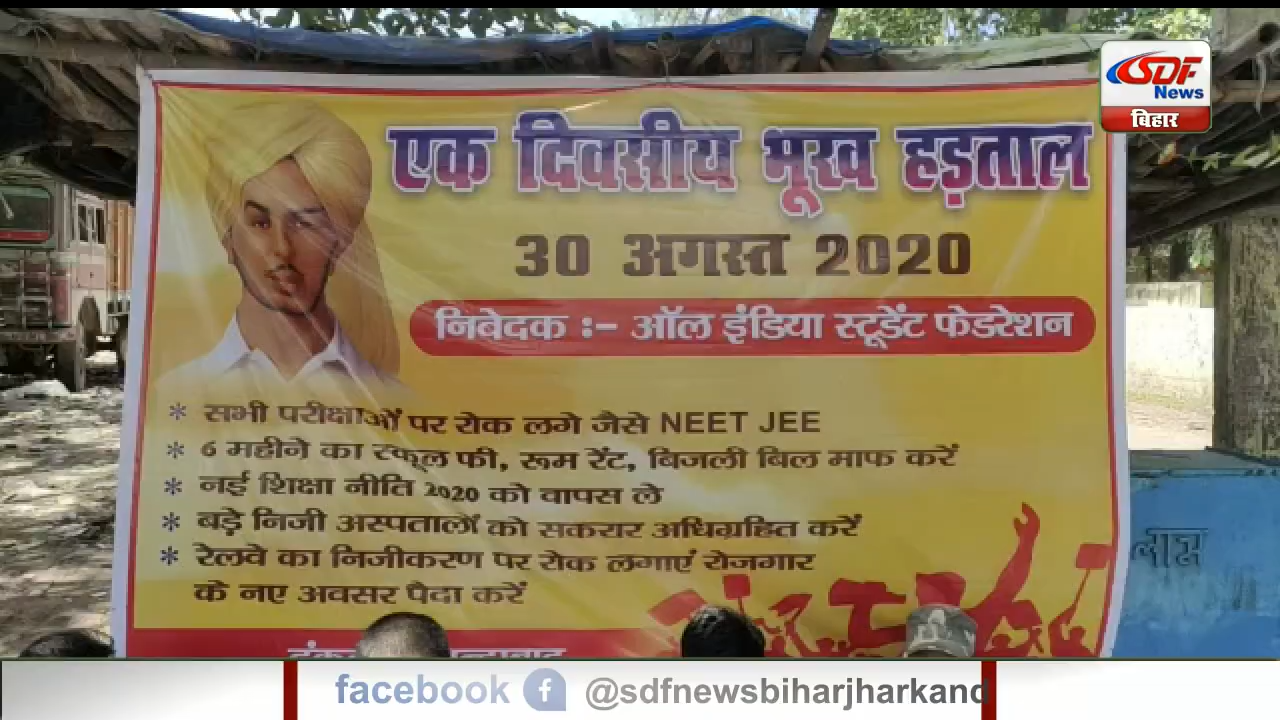 SDF
News
बिहार
एक दिवसीय भूख हड़ताल
30 अगस्त 2020
निवेदक :- ऑल इंडिया स्टूडेंट फेडरेशन
* सभी परीक्षाओं पर रोक लगे जैसे NEET JEE
* 6 महीने का स्कूल फी, रूम रेंट, बिजली बिल माफ करें
* नई शिक्षा नीति 2020 को वापस ले
* बड़े निजी अस्पतालों को सकरार अधिग्रहित करें
* रेलवे का निजीकरण पर रोक लगाएं रोजगार
के नए अवसर पैदा करें
facebook f @sdfnewsbiharjharkand